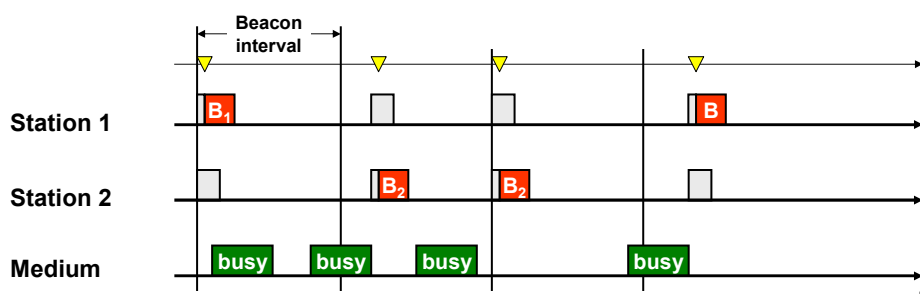 Beacon
interval
Station 1
B₁
B
Station 2
B₂
B₂
Medium
busy
busy
busy
busy